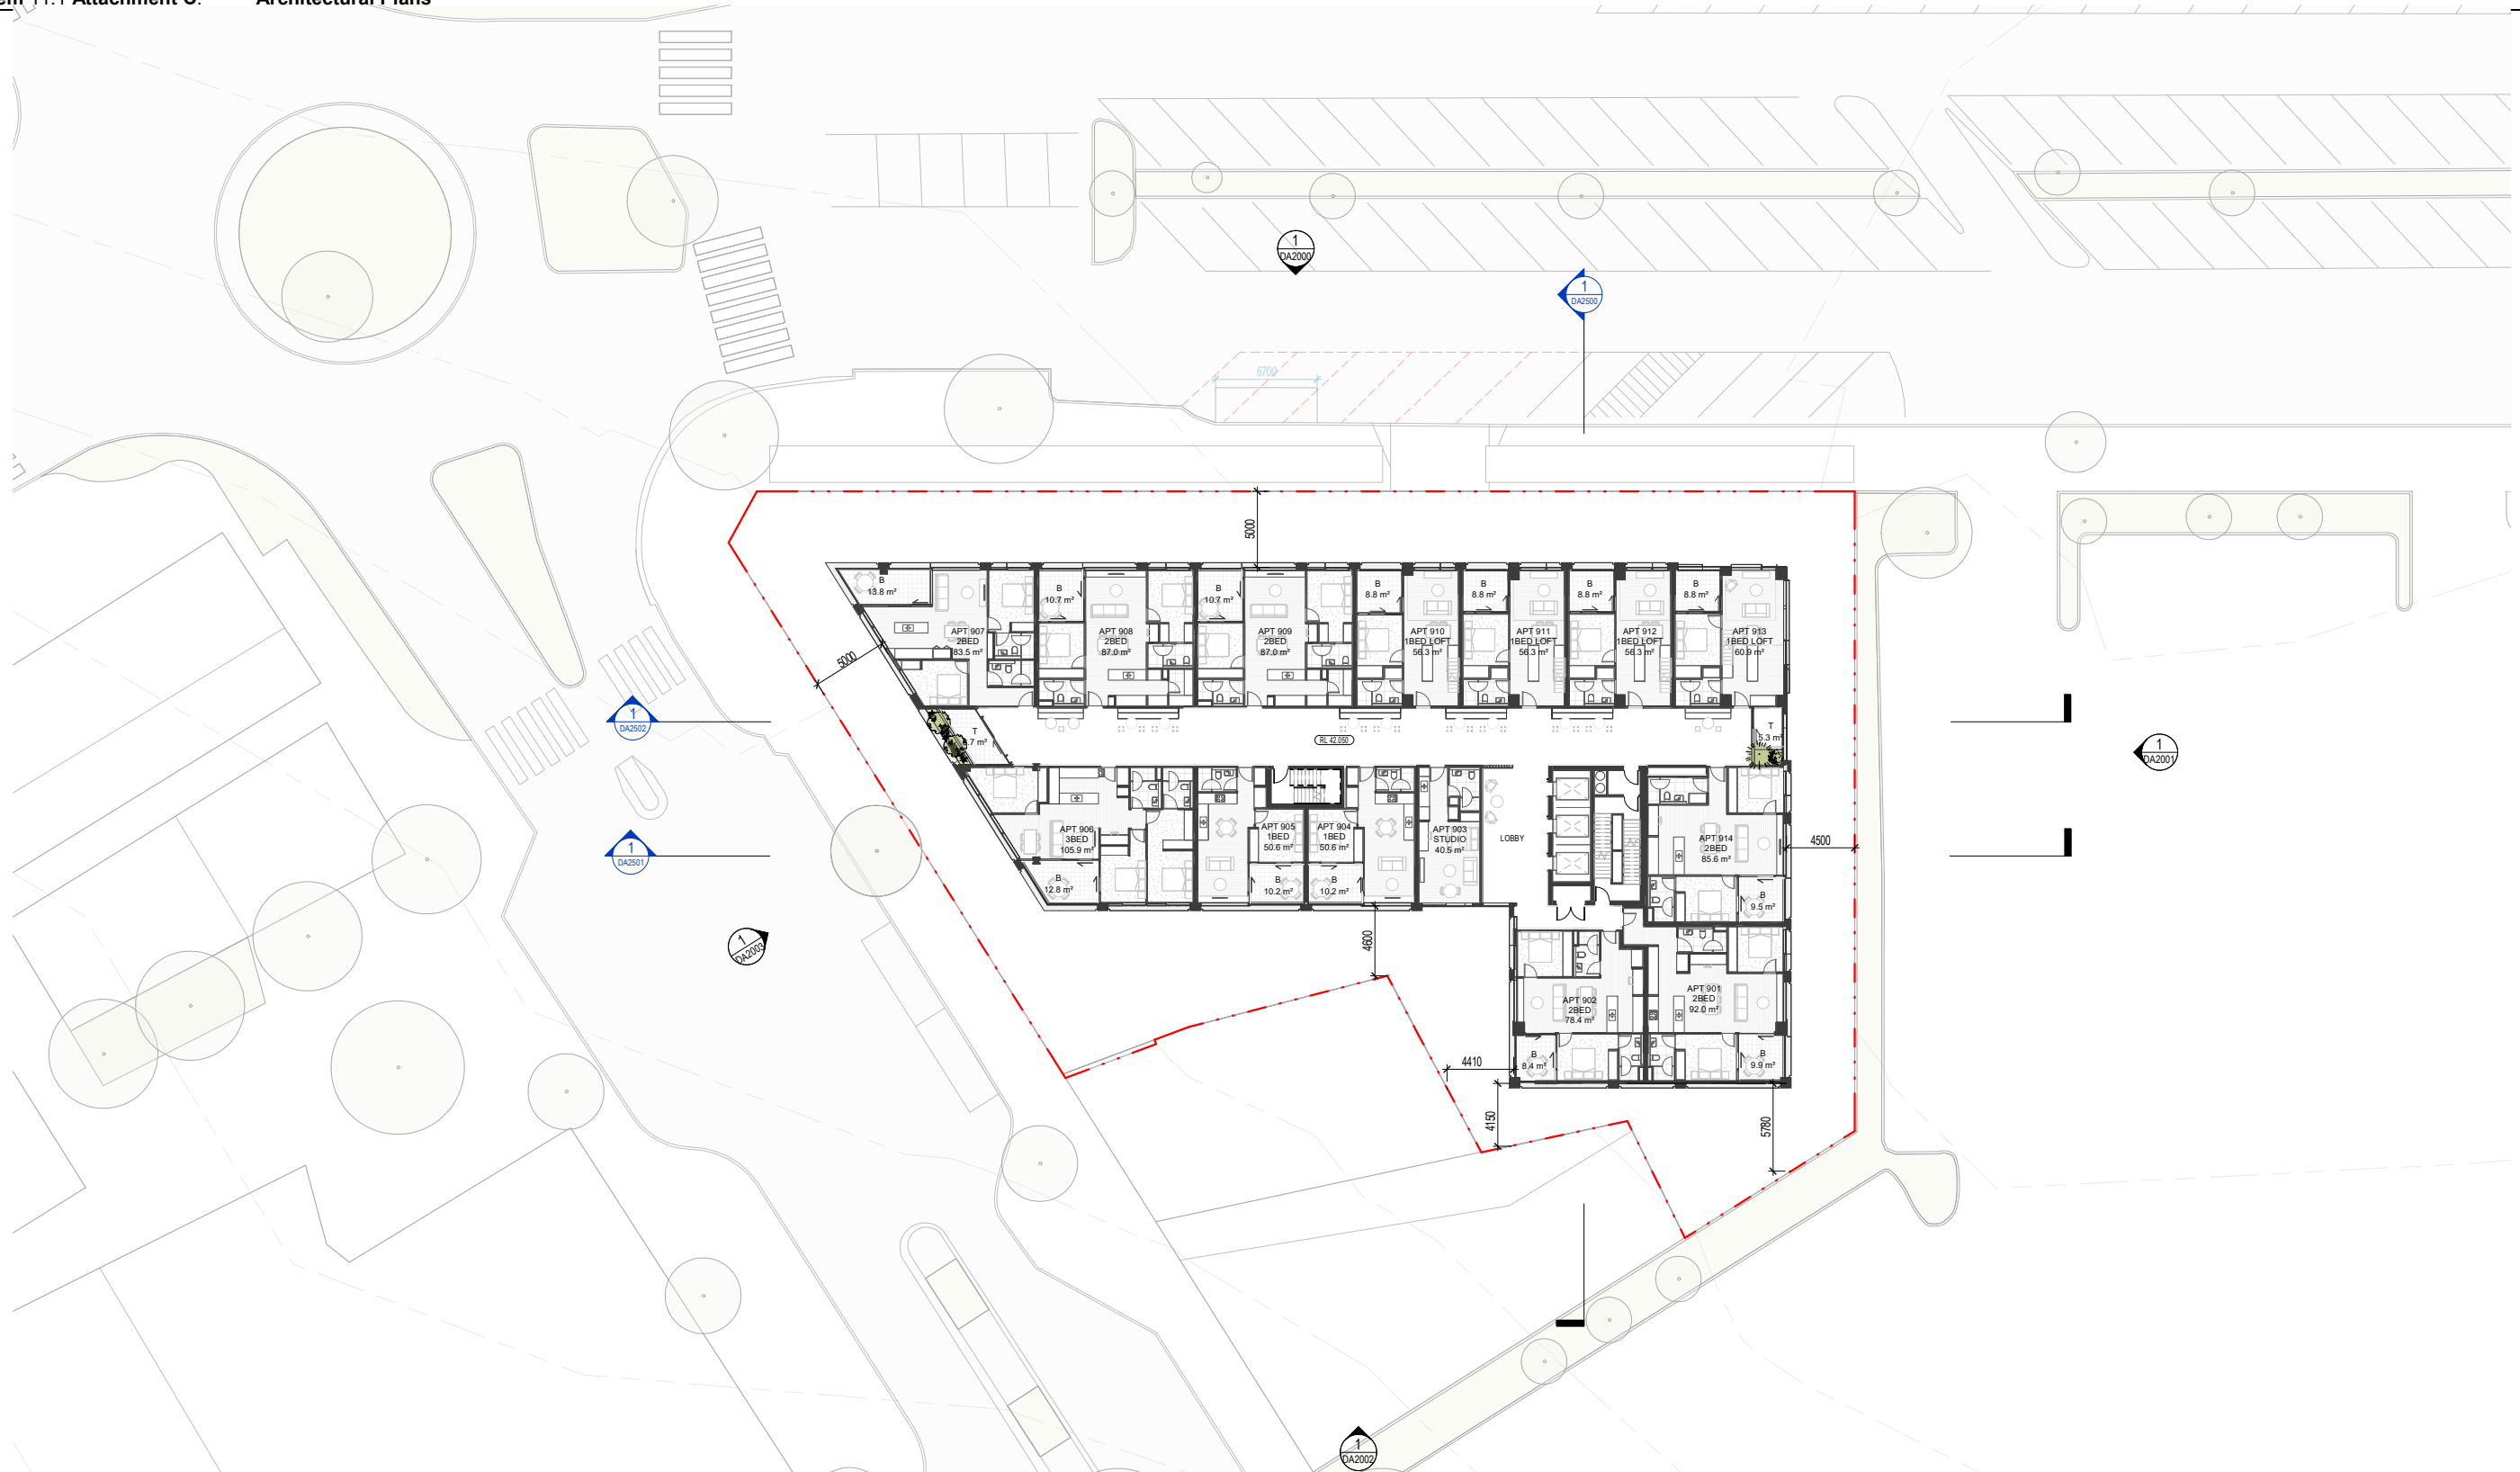 11.1 Attachment C. Architectural Plans
1
DA2000
1
DA2500
6700
5000
B
13.8 m²
APT 907
2BED
83.5 m²
B
10.7 m²
APT 908
2BED
87.0 m²
B
10.7 m²
APT 909
2BED
87.0 m²
B
8.8 m²
APT 910
1BED LOFT
56.3 m²
B
8.8 m²
APT 911
1BED LOFT
56.3 m²
B
8.8 m²
APT 912
1BED LOFT
56.3 m²
B
8.8 m²
APT 913
1BED LOFT
60.9 m²
5000
1
DA2502
T
RL 42.050
T
5.3 m²
1
DA2001
1
DA2501
APT 906
3BED
105.9 m²
B
12.8 m²
APT 905
1BED
50.6 m²
B
10.2 m²
APT 904
1BED
50.6 m²
B
10.2 m²
APT 903
STUDIO
40.5 m²
LOBBY
APT 914
2BED
85.6 m²
B
9.5 m²
4500
1
DA2003
4600
APT 902
2BED
78.4 m²
B
8.4 m²
APT 901
2BED
92.0 m²
B
9.9 m²
4410
4150
5780
1
DA2002